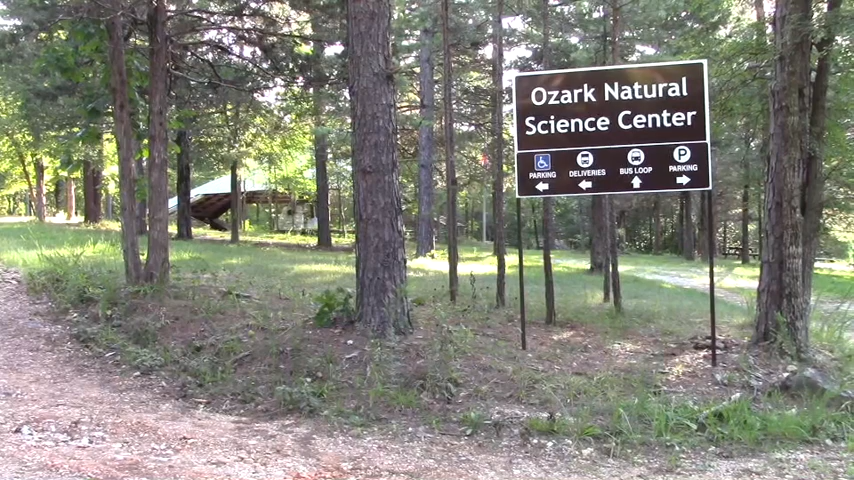 Ozark Natural
Science Center
PARKING DELIVERIES BUS LOOP PARKING